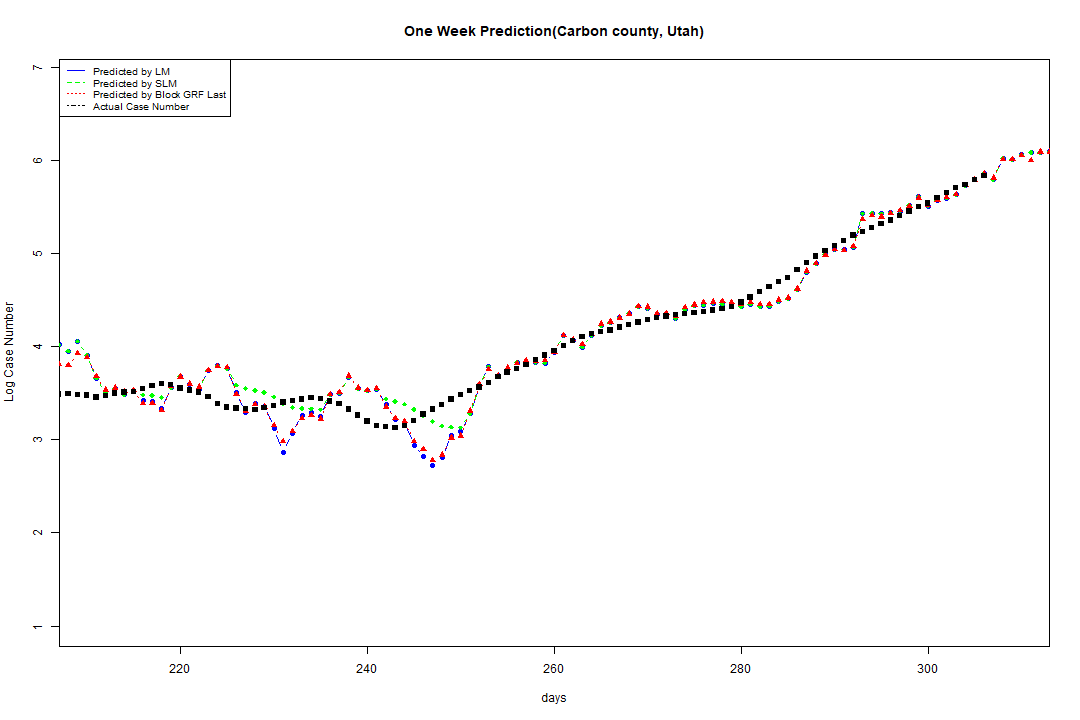 One Week Prediction(Carbon county, Utah)
Predicted by LM
Predicted by SLM
Predicted by Block GRF Last
Actual Case Number
7
6
5
4
3
2
1
Log Case Number
220 240 260 280 300
days